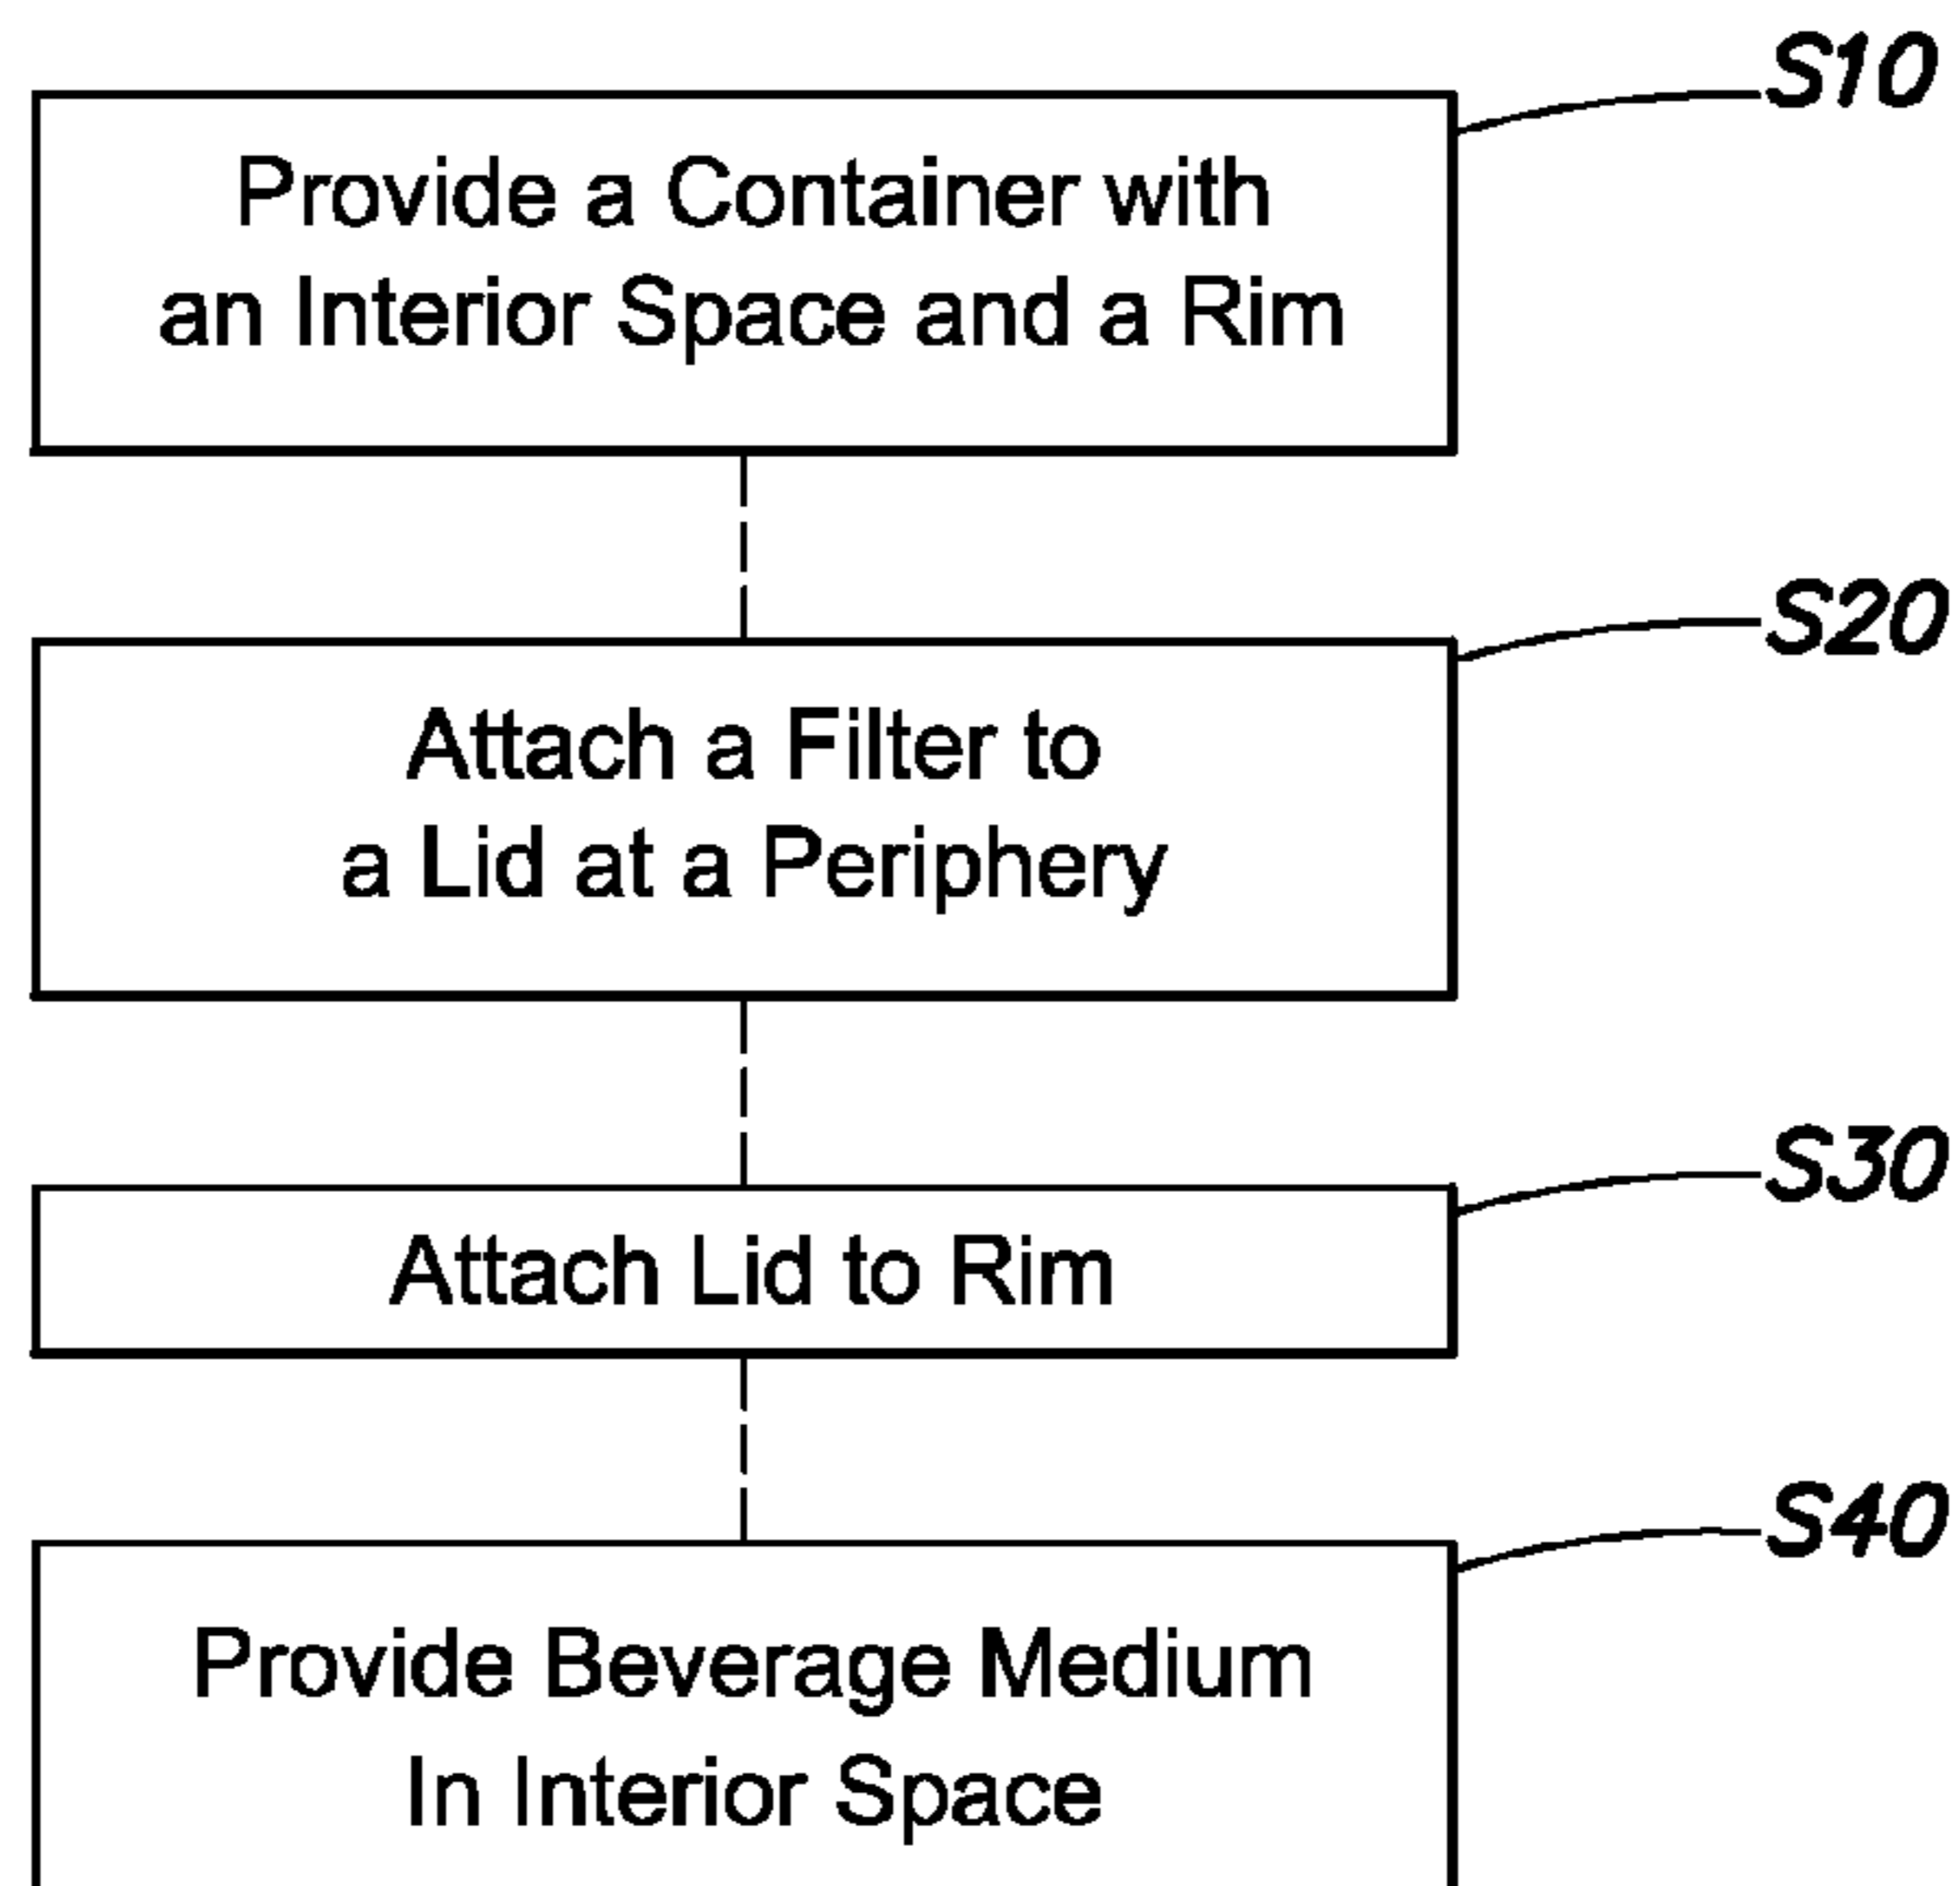 S10
Provide a Container with
an Interior Space and a Rim
S20
Attach a Filter to
a Lid at a Periphery
S30
Attach Lid to Rim
S40
Provide Beverage Medium
In Interior Space